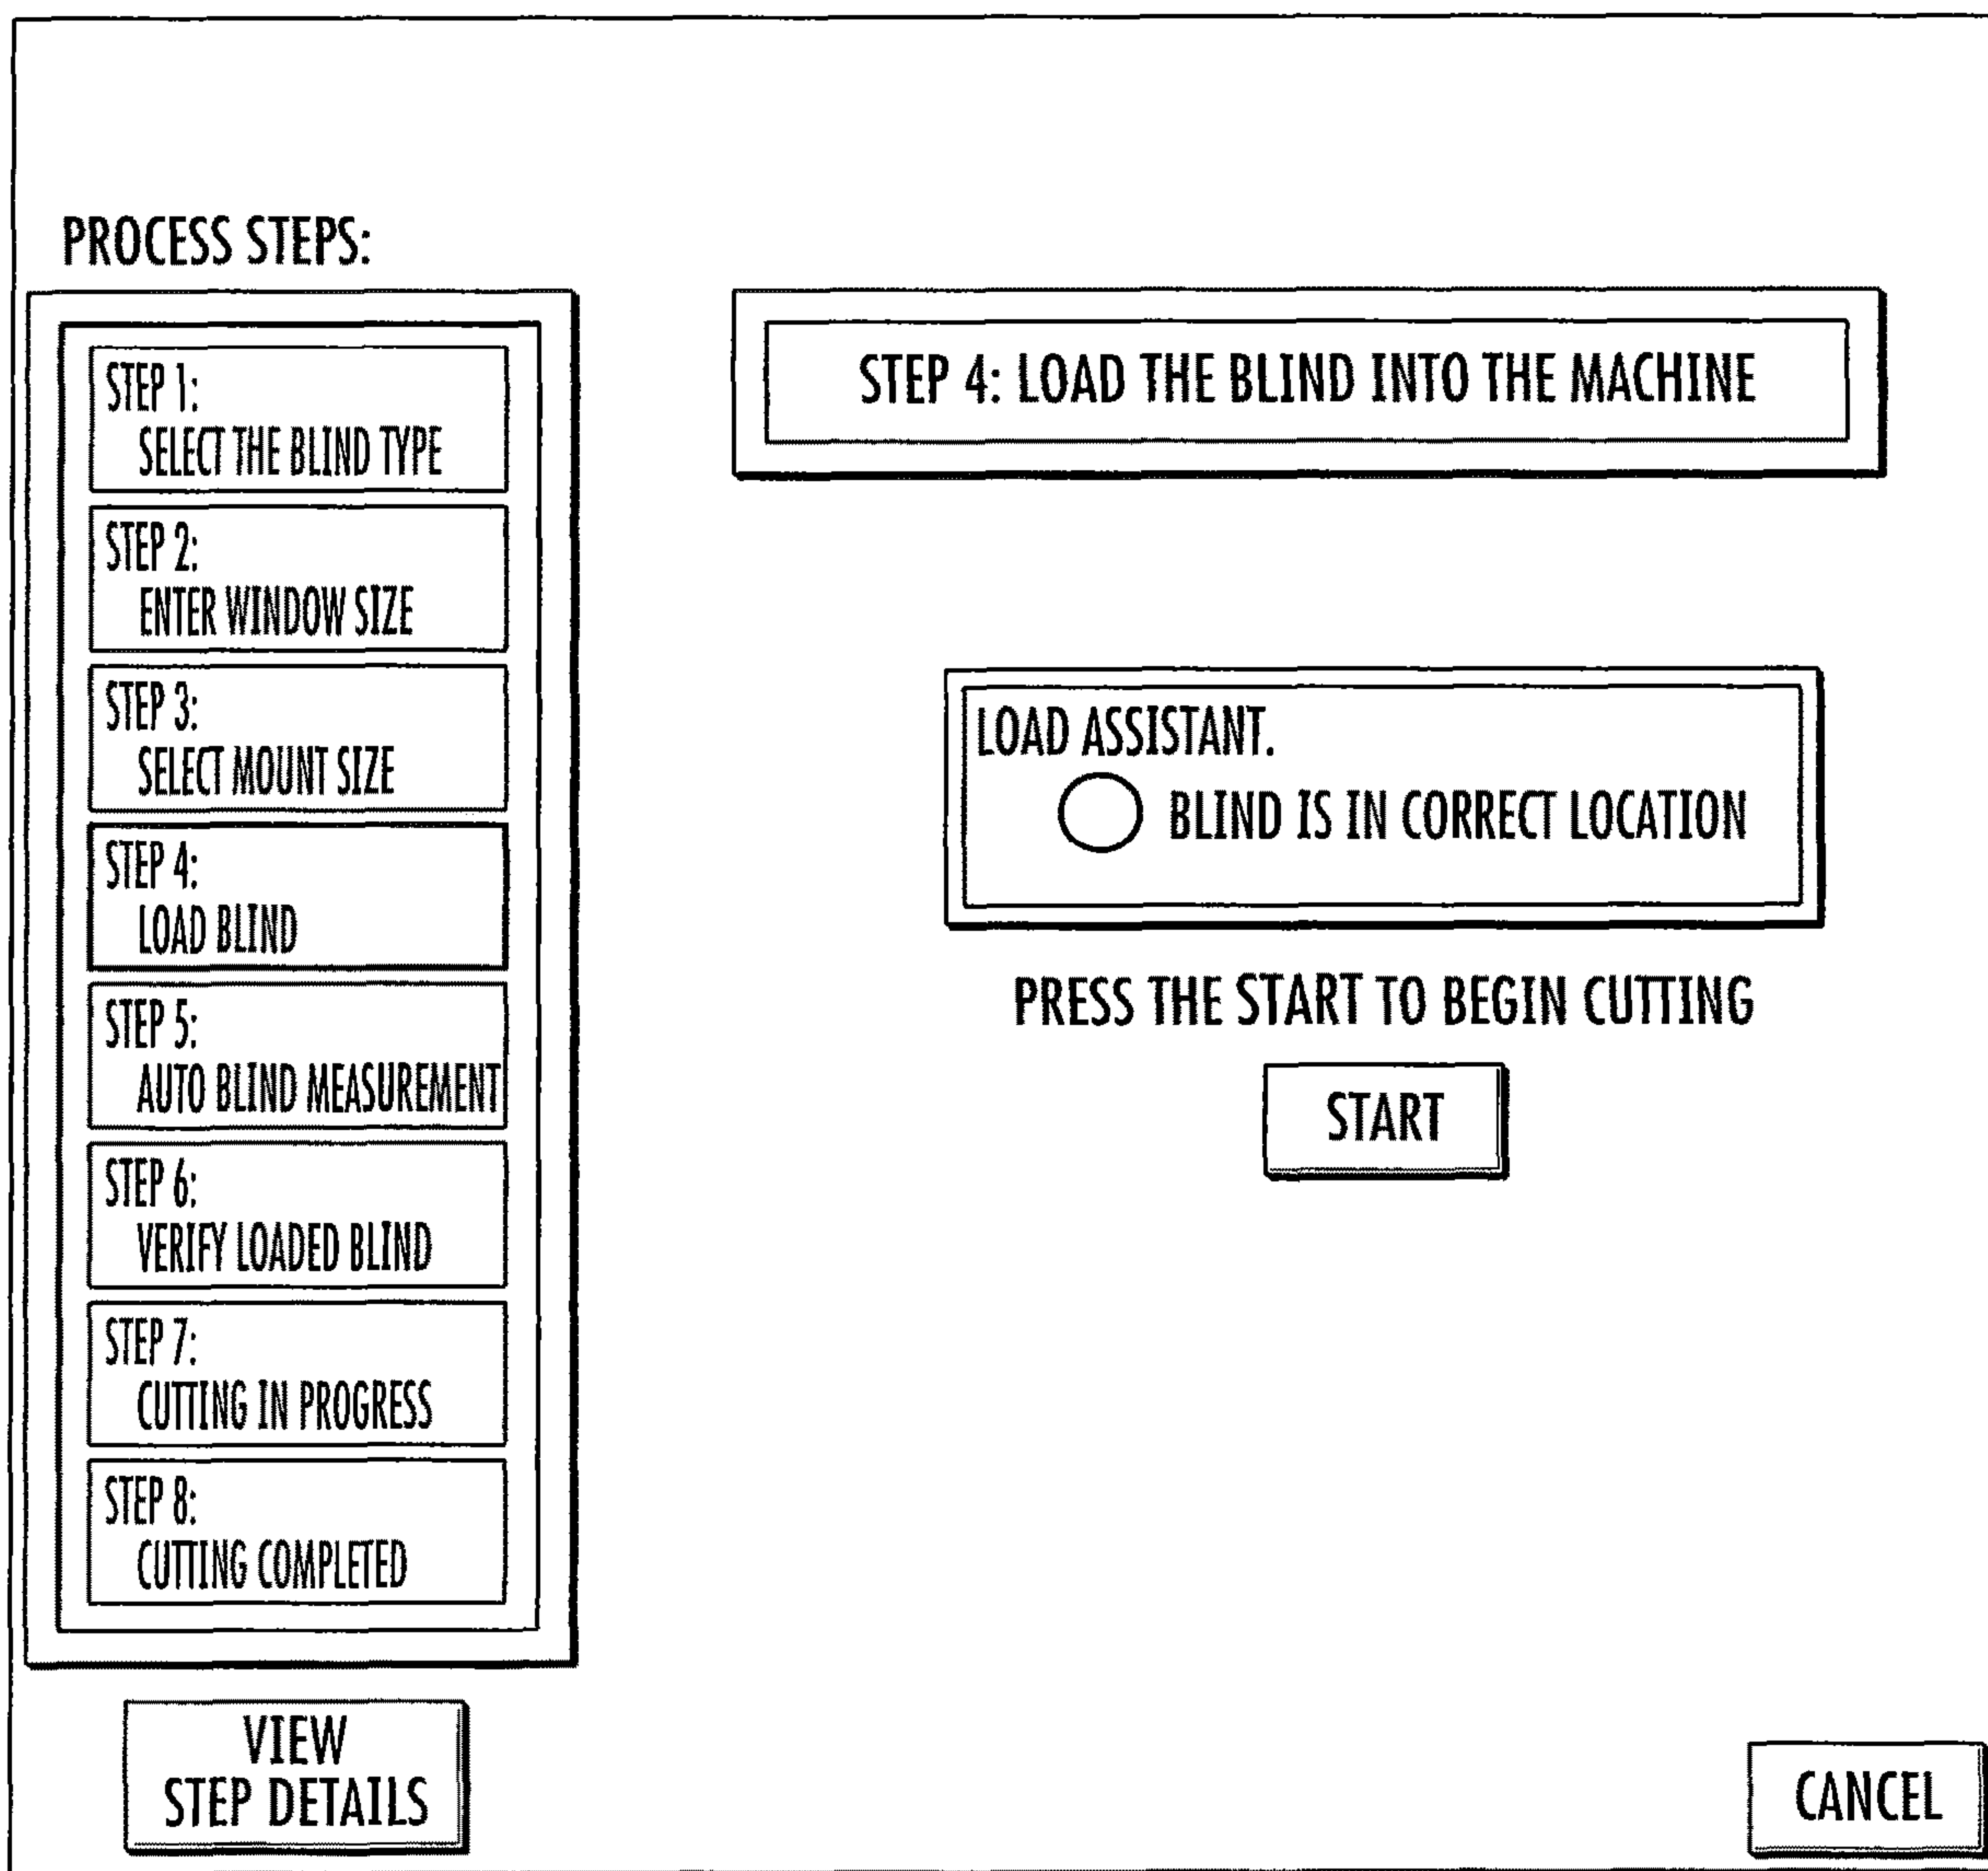 PROCESS STEPS:
STEP 1:
SELECT THE BLIND TYPE
STEP 2:
ENTER WINDOW SIZE
STEP 3:
SELECT MOUNT SIZE
STEP 4:
LOAD BLIND
STEP 5:
AUTO BLIND MEASUREMENT
STEP 6:
VERIFY LOADED BLIND
STEP 7:
CUTTING IN PROGRESS
STEP 8:
CUTTING COMPLETED
VIEW
STEP DETAILS
STEP 4: LOAD THE BLIND INTO THE MACHINE
LOAD ASSISTANT.
BLIND IS IN CORRECT LOCATION
PRESS THE START TO BEGIN CUTTING
START
CANCEL